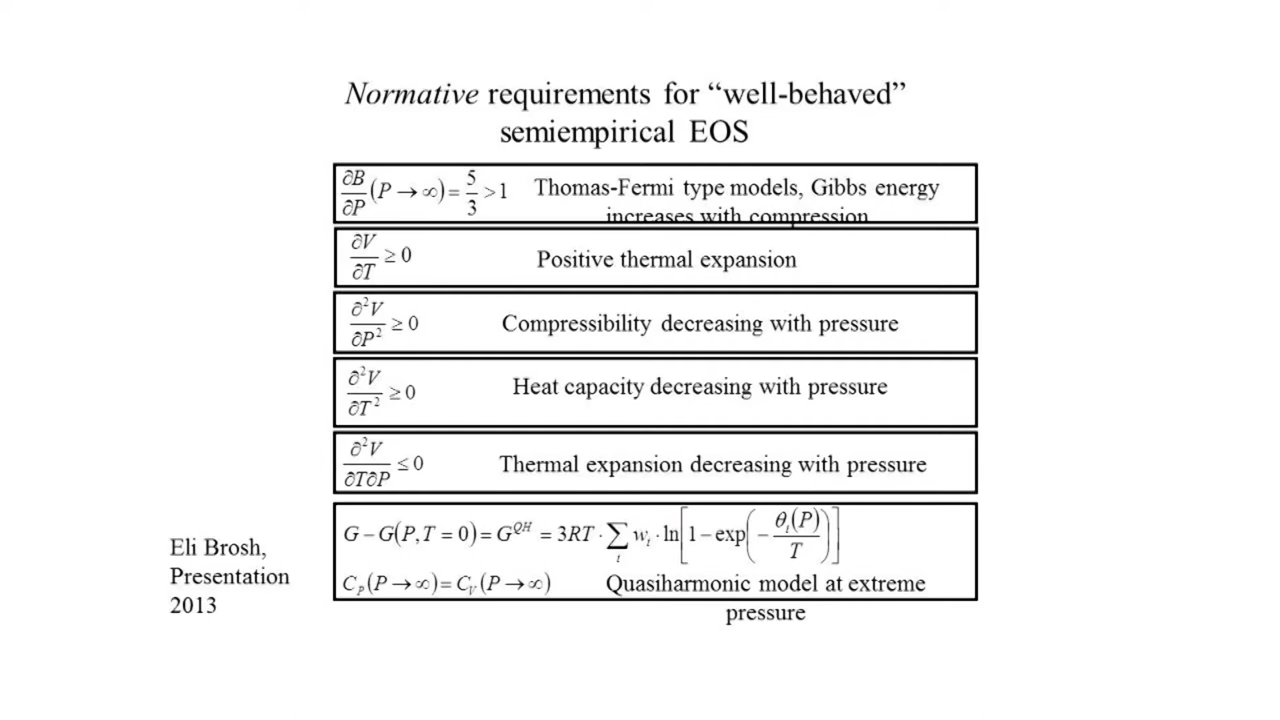 Normative requirements for “well-behaved”
semiempirical EOS
∂B/∂P (P → ∞) = 5/3 > 1 Thomas-Fermi type models, Gibbs energy
increases with compression
∂V/∂T ≥ 0 Positive thermal expansion
∂²V/∂P² ≥ 0 Compressibility decreasing with pressure
∂²V/∂T² ≥ 0 Heat capacity decreasing with pressure
∂²V/∂T∂P ≤ 0 Thermal expansion decreasing with pressure
G − G(P, T = 0) = G^QH = 3RT · ∑_i w_i · ln[1 − exp(− θ_i(P)/T)]
C_P(P → ∞) = C_V(P → ∞) Quasiharmonic model at extreme
pressure
Eli Brosh,
Presentation
2013